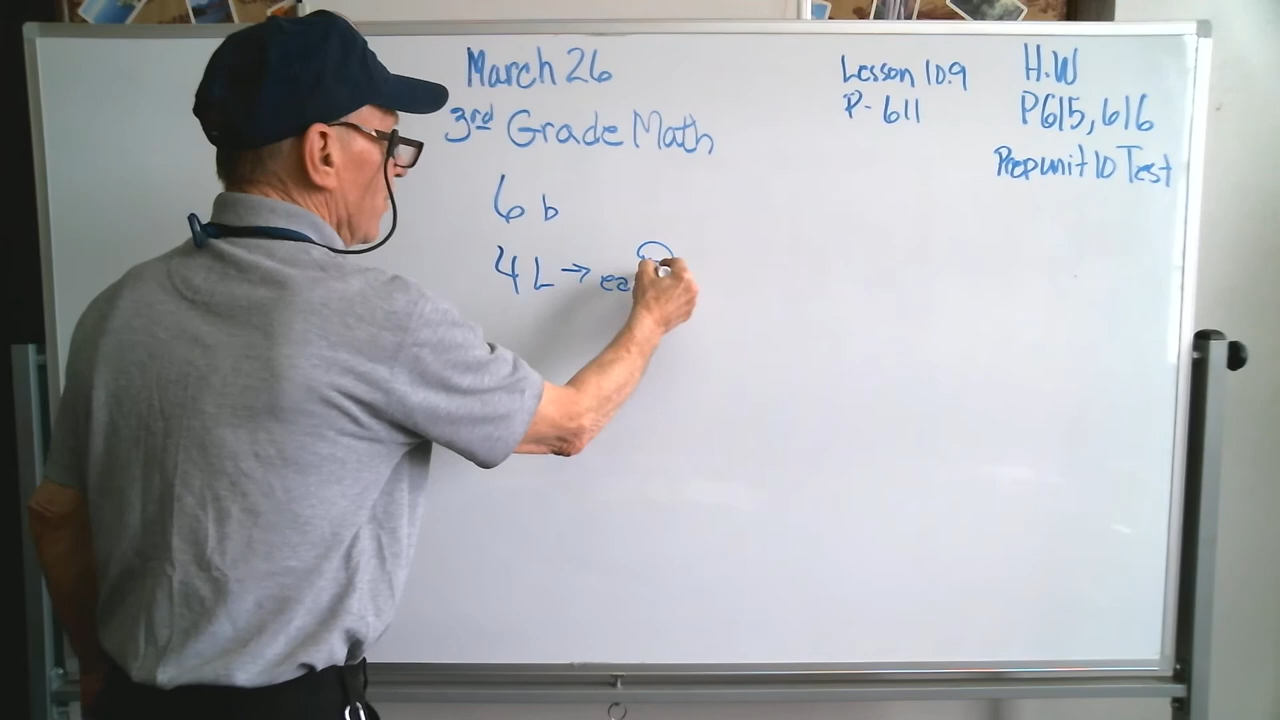 March 26
3rd Grade Math
6 b
4 L → ea
Lesson 10.9
P-611
H.W
P615, 616
Prep unit 10 Test